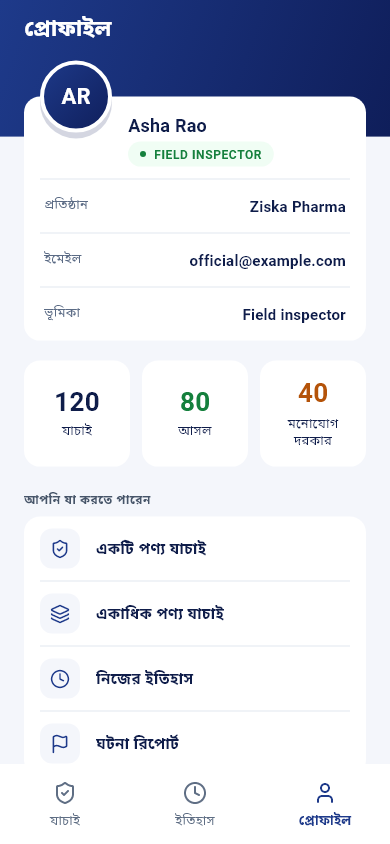 প্রোফাইল
AR
Asha Rao
FIELD INSPECTOR
প্রতিষ্ঠান
Ziska Pharma
ইমেইল
official@example.com
ভূমিকা
Field inspector
120
যাচাই
80
আসল
40
মনোযোগ
দরকার
আপনি যা করতে পারেন
একটি পণ্য যাচাই
একাধিক পণ্য যাচাই
নিজের ইতিহাস
ঘটনা রিপোর্ট
যাচাই
ইতিহাস
প্রোফাইল